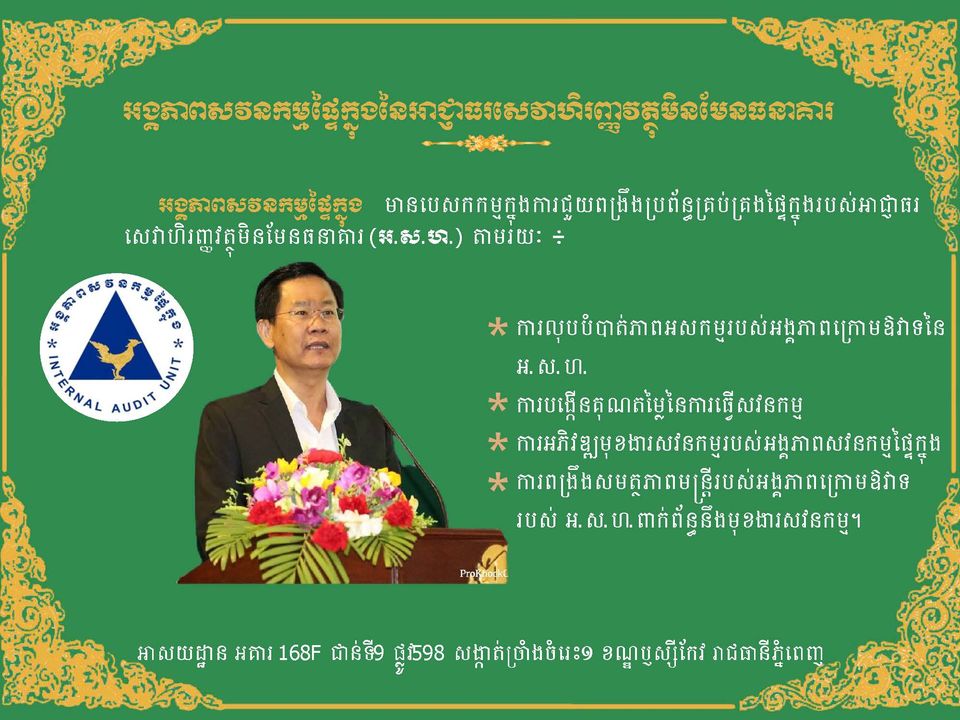 អង្គភាពសវនកម្មផ្ទៃក្នុងនៃអាជ្ញាធរសេវាហិរញ្ញវត្ថុមិនមែនធនាគារ
អង្គភាពសវនកម្មផ្ទៃក្នុង មានបេសកកម្មក្នុងការជួយពង្រឹងប្រព័ន្ធគ្រប់គ្រងផ្ទៃក្នុងរបស់អាជ្ញាធរ
សេវាហិរញ្ញវត្ថុមិនមែនធនាគារ (អ.ស.ហ.) តាមរយៈ ÷
អង្គភាពសវនកម្មផ្ទៃក្នុង
INTERNAL AUDIT UNIT
* ការលុបបំបាត់ភាពអសកម្មរបស់អង្គភាពក្រោមឱវាទនៃ
អ. ស. ហ.
* ការបង្កើនគុណតម្លៃនៃការធ្វើសវនកម្ម
* ការអភិវឌ្ឍមុខងារសវនកម្មរបស់អង្គភាពសវនកម្មផ្ទៃក្នុង
* ការពង្រឹងសមត្ថភាពមន្ត្រីរបស់អង្គភាពក្រោមឱវាទ
របស់ អ. ស. ហ. ពាក់ព័ន្ធនឹងមុខងារសវនកម្ម។
អាសយដ្ឋាន អគារ 168F ជាន់ទី9 ផ្លូវ598 សង្កាត់ច្រាំងចំរេះ១ ខណ្ឌឫស្សីកែវ រាជធានីភ្នំពេញ